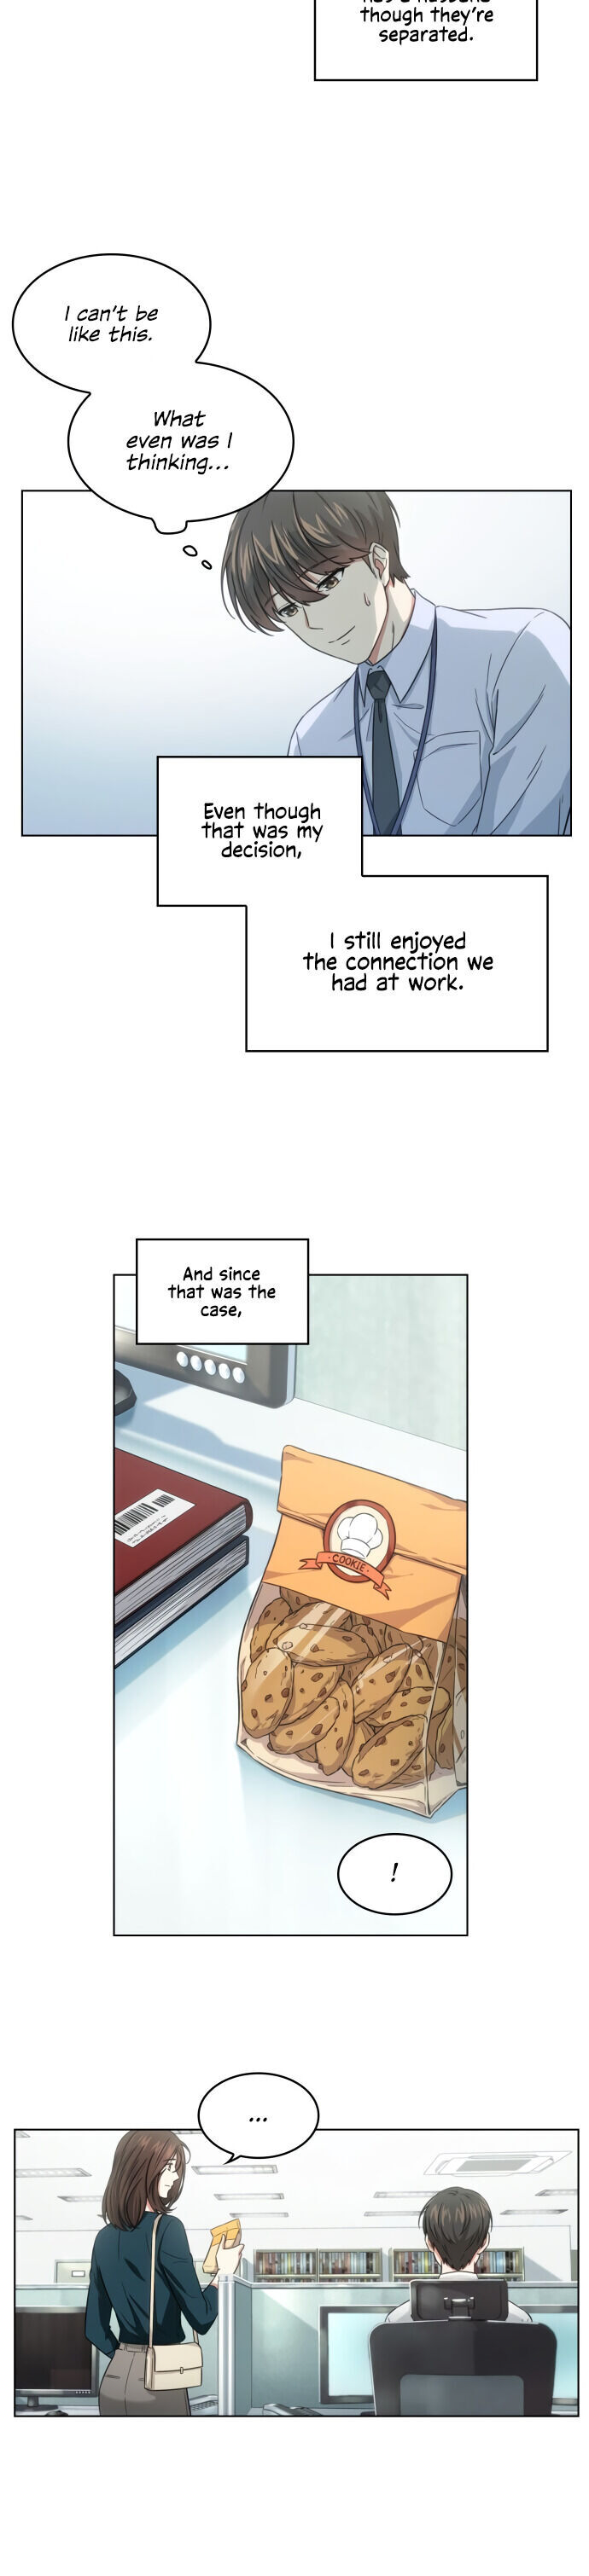 though they're
separated.
I can't be
like this.
What
even was I
thinking...
Even though
that was my
decision,
I still enjoyed
the connection we
had at work.
And since
that was the
case,
COOKIE
!
...